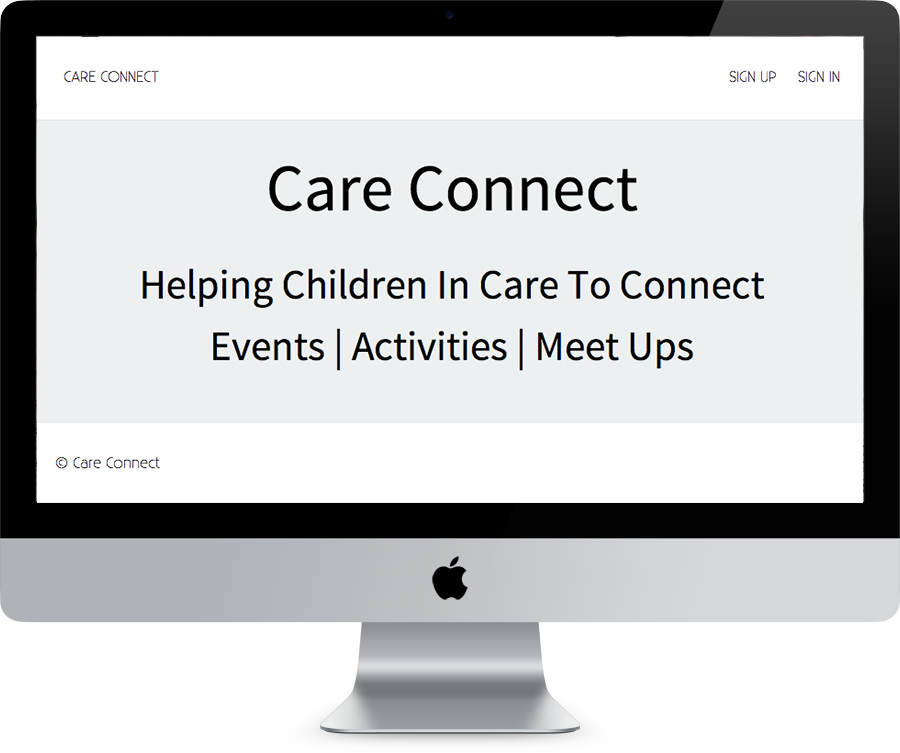 CARE CONNECT
SIGN UP SIGN IN
Care Connect
Helping Children In Care To Connect
Events | Activities | Meet Ups
© Care Connect